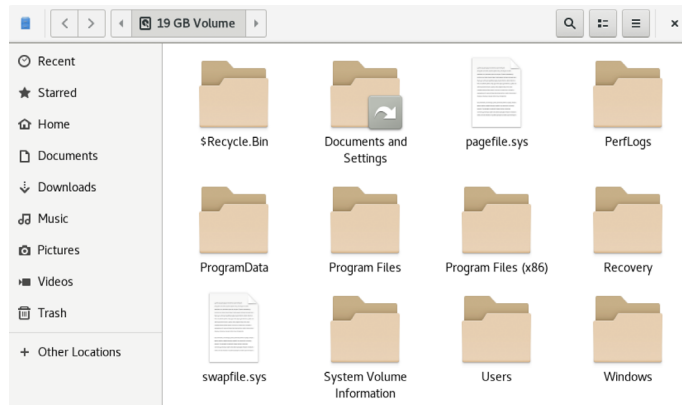 19 GB Volume
Recent
Starred
Home
Documents
Downloads
Music
Pictures
Videos
Trash
Other Locations
$Recycle.Bin
Documents and
Settings
pagefile.sys
PerfLogs
ProgramData
Program Files
Program Files (x86)
Recovery
swapfile.sys
System Volume
Information
Users
Windows